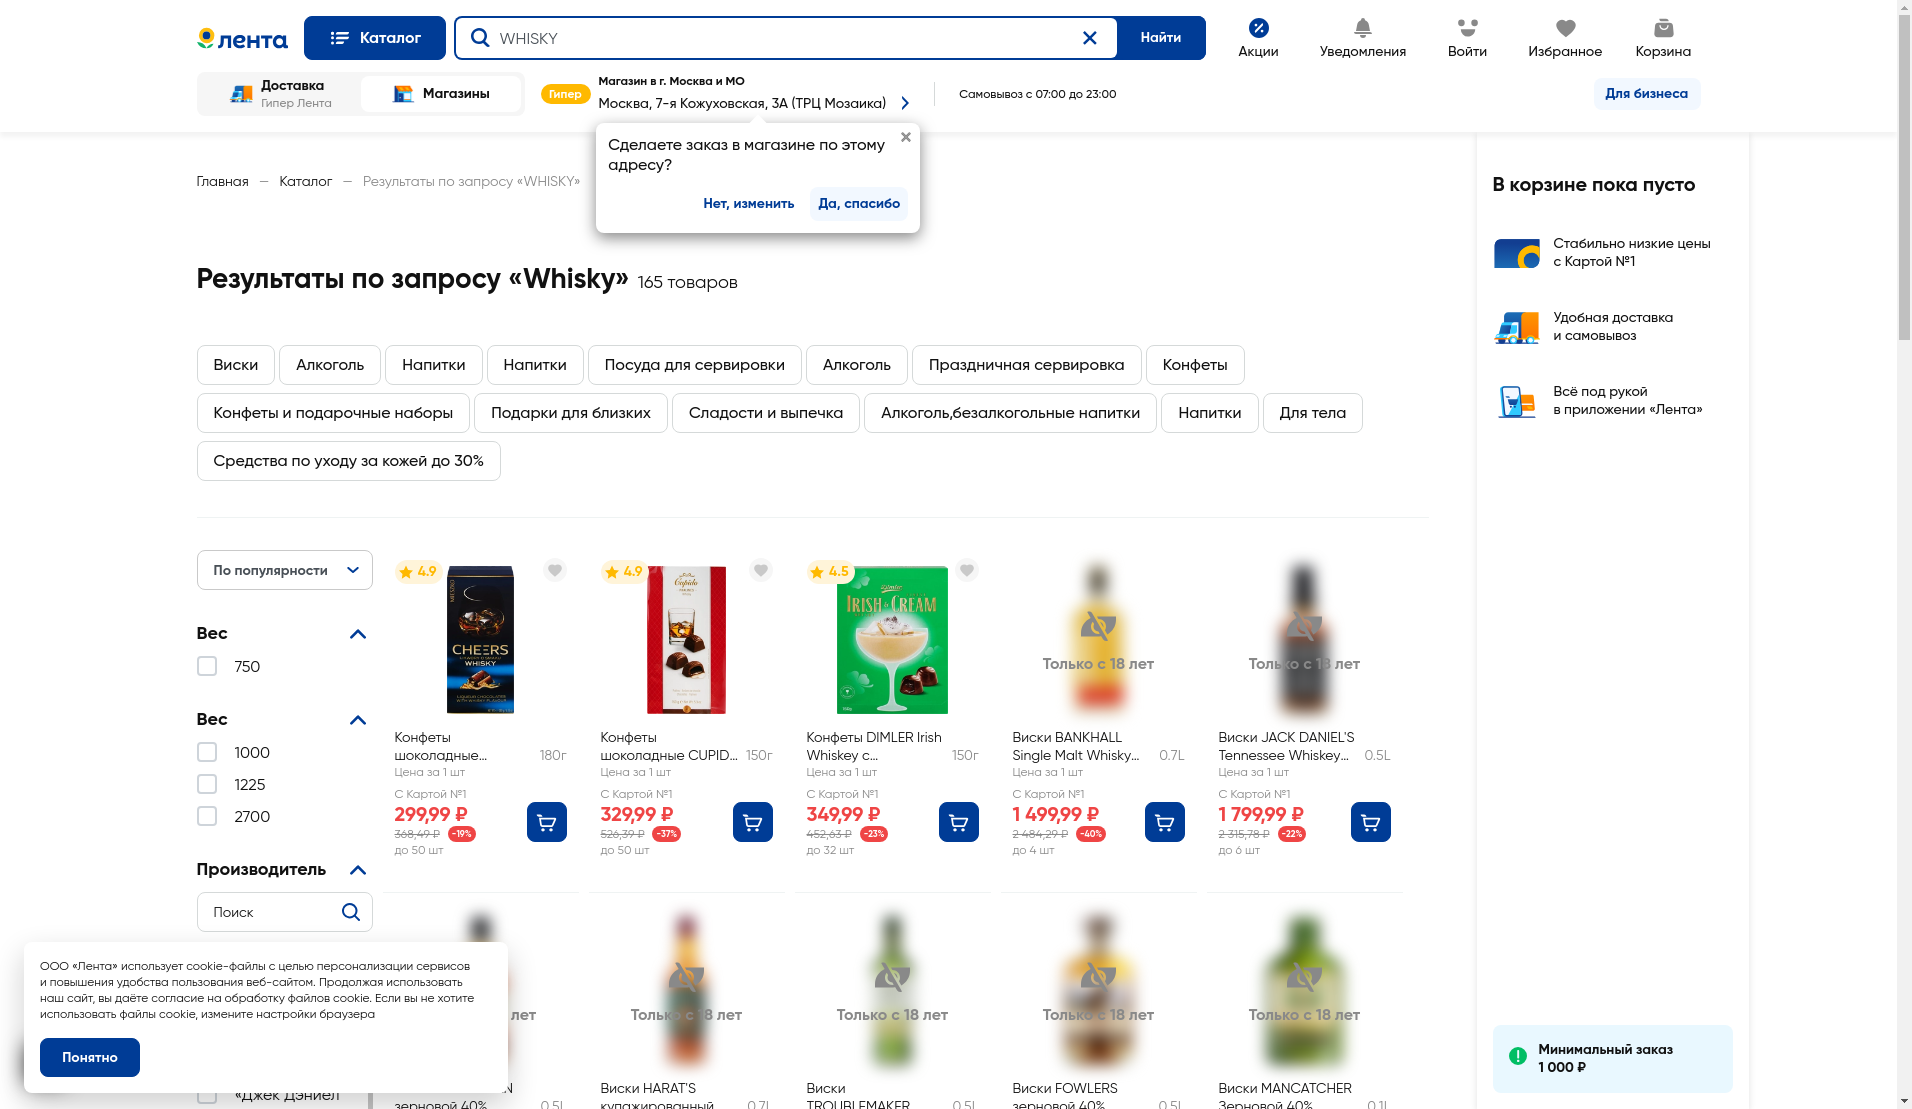 лента
Каталог
WHISKY
Найти
Акции
Уведомления
Войти
Избранное
Корзина
Доставка
Гипер Лента
Магазины
Гипер
Магазин в г. Москва и МО
Москва, 7-я Кожуховская, 3А (ТРЦ Мозаика)
Самовывоз с 07:00 до 23:00
Для бизнеса
Сделаете заказ в магазине по этому
адресу?
Нет, изменить
Да, спасибо
Главная — Каталог — Результаты по запросу «WHISKY»
Результаты по запросу «Whisky» 165 товаров
Виски
Алкоголь
Напитки
Напитки
Посуда для сервировки
Алкоголь
Праздничная сервировка
Конфеты
Конфеты и подарочные наборы
Подарки для близких
Сладости и выпечка
Алкоголь,безалкогольные напитки
Напитки
Для тела
Средства по уходу за кожей до 30%
По популярности
Вес
750
Вес
1000
1225
2700
Производитель
Поиск
«Джек Дэниел
4.9
CHEERS
WHISKY
Конфеты
шоколадные...
180г
Цена за 1 шт
С Картой №1
299,99 ₽
368,49 ₽ -19%
до 50 шт
4.9
Cupido
Конфеты
шоколадные CUPID...
150г
Цена за 1 шт
С Картой №1
329,99 ₽
526,39 ₽ -37%
до 50 шт
4.5
IRISH CREAM
Конфеты DIMLER Irish
Whiskey с...
150г
Цена за 1 шт
С Картой №1
349,99 ₽
452,63 ₽ -23%
до 32 шт
Только с 18 лет
Виски BANKHALL
Single Malt Whisky...
0.7L
Цена за 1 шт
С Картой №1
1 499,99 ₽
2 484,29 ₽ -40%
до 4 шт
Только с 18 лет
Виски JACK DANIEL'S
Tennessee Whiskey...
0.5L
Цена за 1 шт
С Картой №1
1 799,99 ₽
2 315,78 ₽ -22%
до 6 шт
лет
N
зерновой 40%
0.5L
Только с 18 лет
Виски HARAT'S
купажированный
0.7L
Только с 18 лет
Виски
TROUBLEMAKER
0.5L
Только с 18 лет
Виски FOWLERS
зерновой 40%
0.5L
Только с 18 лет
Виски MANCATCHER
Зерновой 40%
0.1L
В корзине пока пусто
Стабильно низкие цены
с Картой №1
Удобная доставка
и самовывоз
Всё под рукой
в приложении «Лента»
Минимальный заказ
1 000 ₽
ООО «Лента» использует cookie-файлы с целью персонализации сервисов
и повышения удобства пользования веб-сайтом. Продолжая использовать
наш сайт, вы даёте согласие на обработку файлов cookie. Если вы не хотите
использовать файлы cookie, измените настройки браузера
Понятно